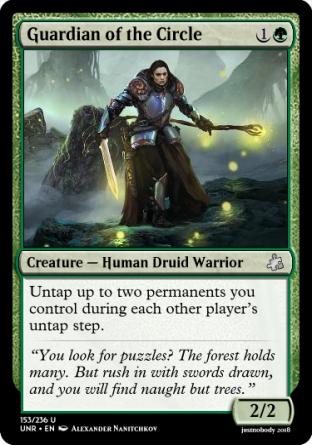 Guardian of the Circle 1
Creature — Human Druid Warrior
Untap up to two permanents you
control during each other player's
untap step.
“You look for puzzles? The forest holds
many. But rush in with swords drawn,
and you will find naught but trees.”
2/2
153/236 U
UNR • EN ALEXANDER NANITCHKOV
justnobody 2018